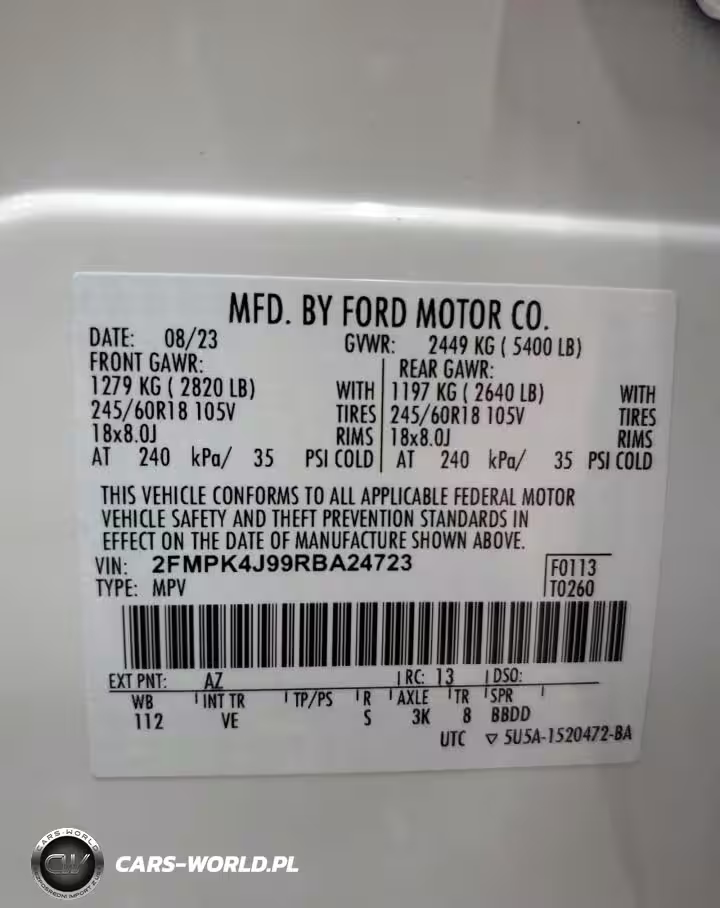 MFD. BY FORD MOTOR CO.
DATE: 08/23 GVWR: 2449 KG ( 5400 LB)
FRONT GAWR: REAR GAWR:
1279 KG ( 2820 LB) WITH 1197 KG ( 2640 LB) WITH
245/60R18 105V TIRES 245/60R18 105V TIRES
18x8.0J RIMS 18x8.0J RIMS
AT 240 kPa/ 35 PSI COLD AT 240 kPa/ 35 PSI COLD
THIS VEHICLE CONFORMS TO ALL APPLICABLE FEDERAL MOTOR
VEHICLE SAFETY AND THEFT PREVENTION STANDARDS IN
EFFECT ON THE DATE OF MANUFACTURE SHOWN ABOVE.
VIN: 2FMPK4J99RBA24723 F0113
TYPE: MPV T0260
EXT PNT: AZ RC: 13 DSO:
WB INT TR TP/PS R AXLE TR SPR
112 VE S 3K 8 BBDD
UTC ▽ 5U5A-1520472-BA
CARS-WORLD
CW
CARS-WORLD.PL